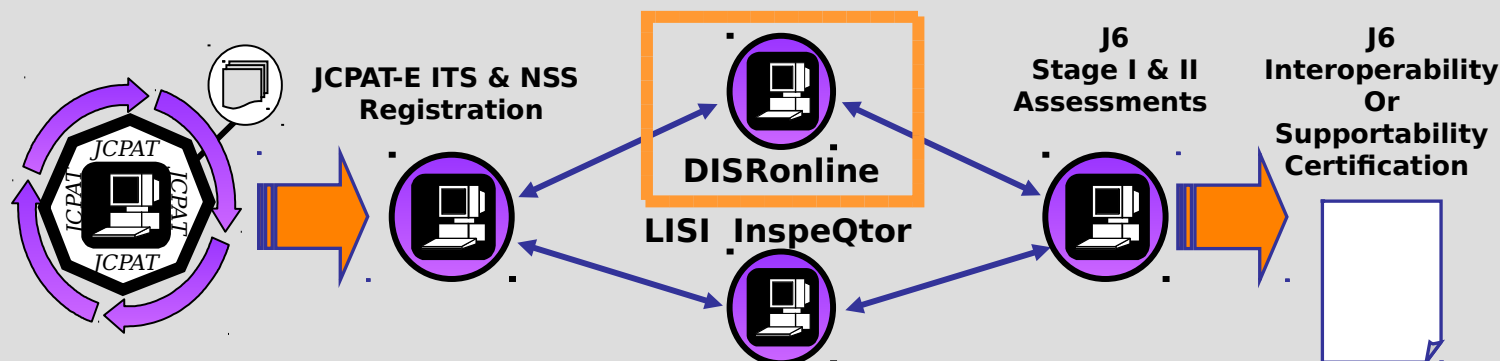 JCPAT
JCPAT
JCPAT
JCPAT
JCPAT-E ITS & NSS
Registration
DISRonline
LISI InspeQtor
J6
Stage I & II
Assessments
J6
Interoperability
Or
Supportability
Certification